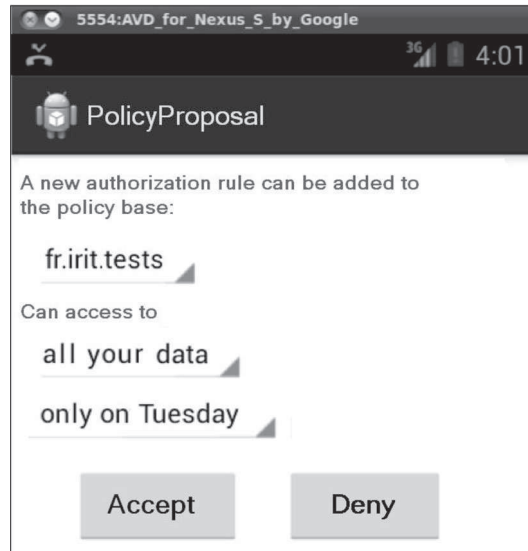 5554:AVD_for_Nexus_S_by_Google
3G 4:01
PolicyProposal
A new authorization rule can be added to
the policy base:
fr.irit.tests
Can access to
all your data
only on Tuesday
Accept Deny